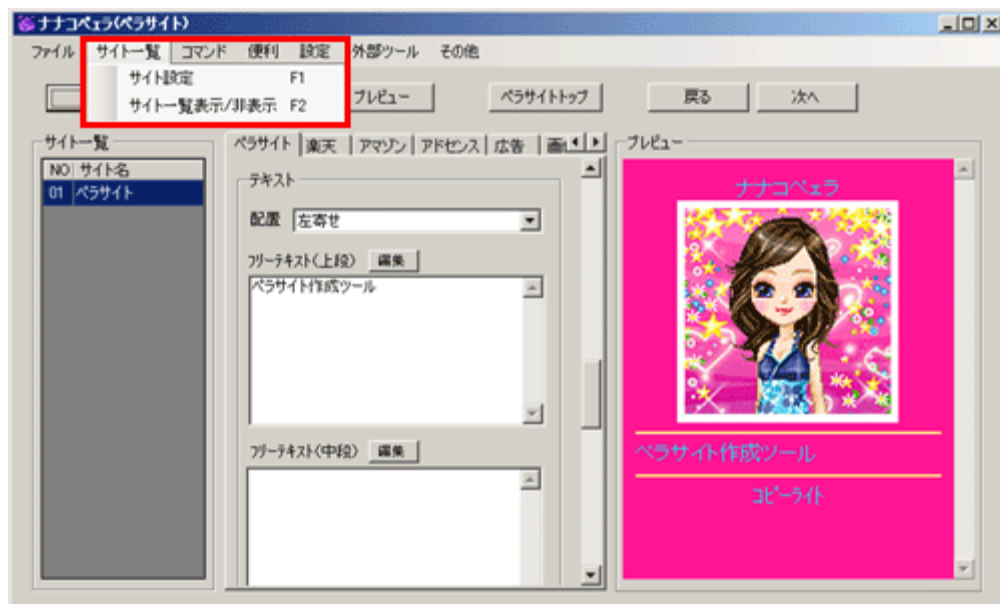 ナナコペェラ(ペラサイト)
ファイル サイト一覧 コマンド 便利 設定 外部ツール その他
サイト設定 F1
サイト一覧表示/非表示 F2
プレビュー ペラサイトトップ 戻る 次へ
サイト一覧
NO サイト名
01 ペラサイト
ペラサイト 楽天 アマゾン アドセンス 広告
テキスト
配置 左寄せ
フリーテキスト(上段) 編集
ペラサイト作成ツール
フリーテキスト(中段) 編集
プレビュー
ナナコペェラ
ペラサイト作成ツール
コピーライト